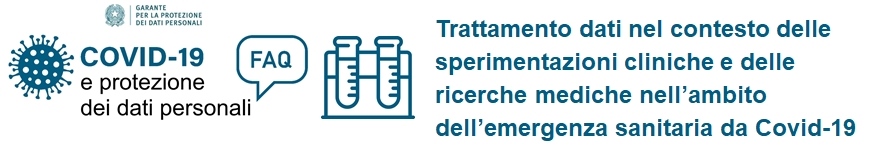 GARANTE
PER LA PROTEZIONE
DEI DATI PERSONALI
COVID-19
e protezione
dei dati personali
FAQ
Trattamento dati nel contesto delle
sperimentazioni cliniche e delle
ricerche mediche nell’ambito
dell’emergenza sanitaria da Covid-19